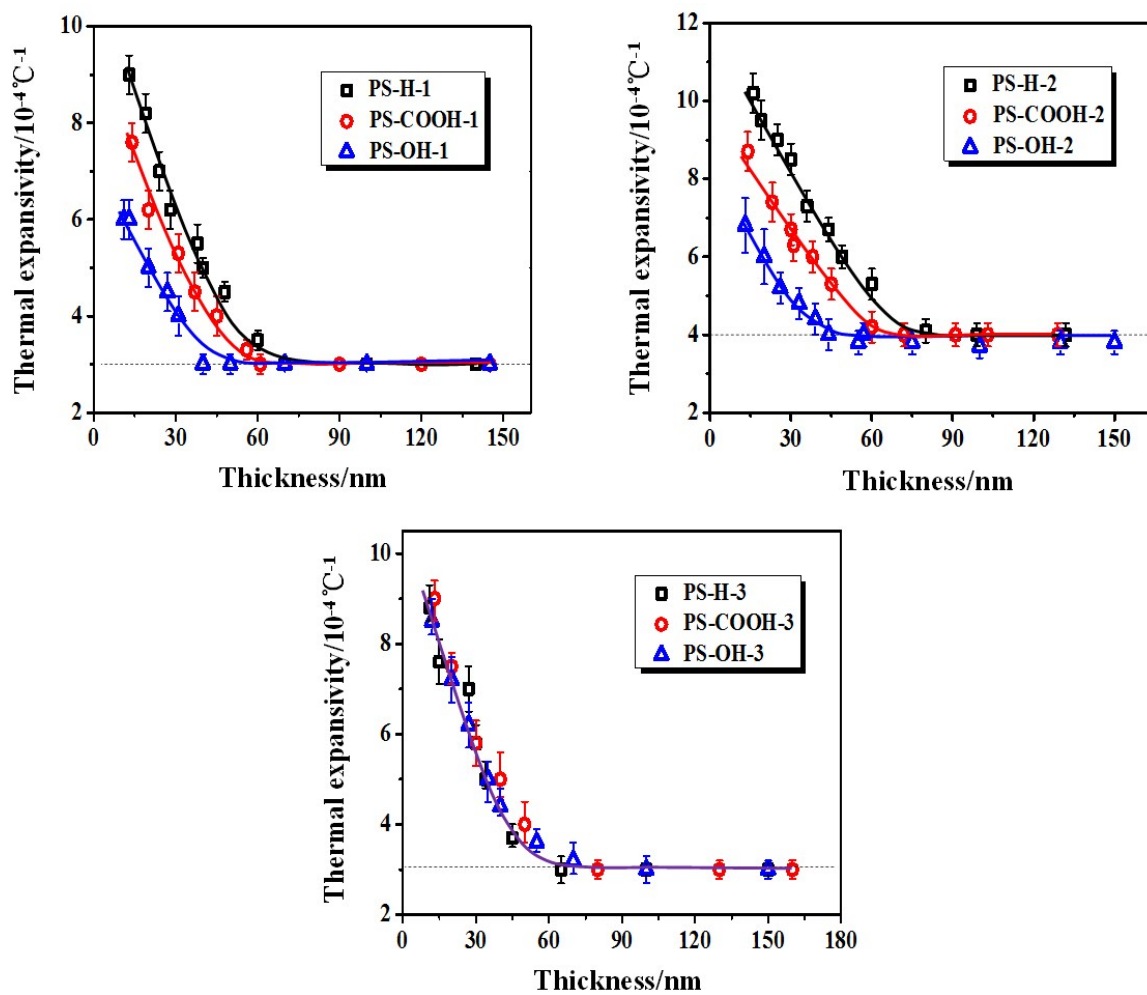 10
8
6
4
2
Thermal expansivity/10⁻⁴℃⁻¹
PS-H-1
PS-COOH-1
PS-OH-1
0 30 60 90 120 150
Thickness/nm
12
10
8
6
4
2
Thermal expansivity/10⁻⁴℃⁻¹
PS-H-2
PS-COOH-2
PS-OH-2
0 30 60 90 120 150
Thickness/nm
10
8
6
4
2
Thermal expansivity/10⁻⁴℃⁻¹
PS-H-3
PS-COOH-3
PS-OH-3
0 30 60 90 120 150 180
Thickness/nm